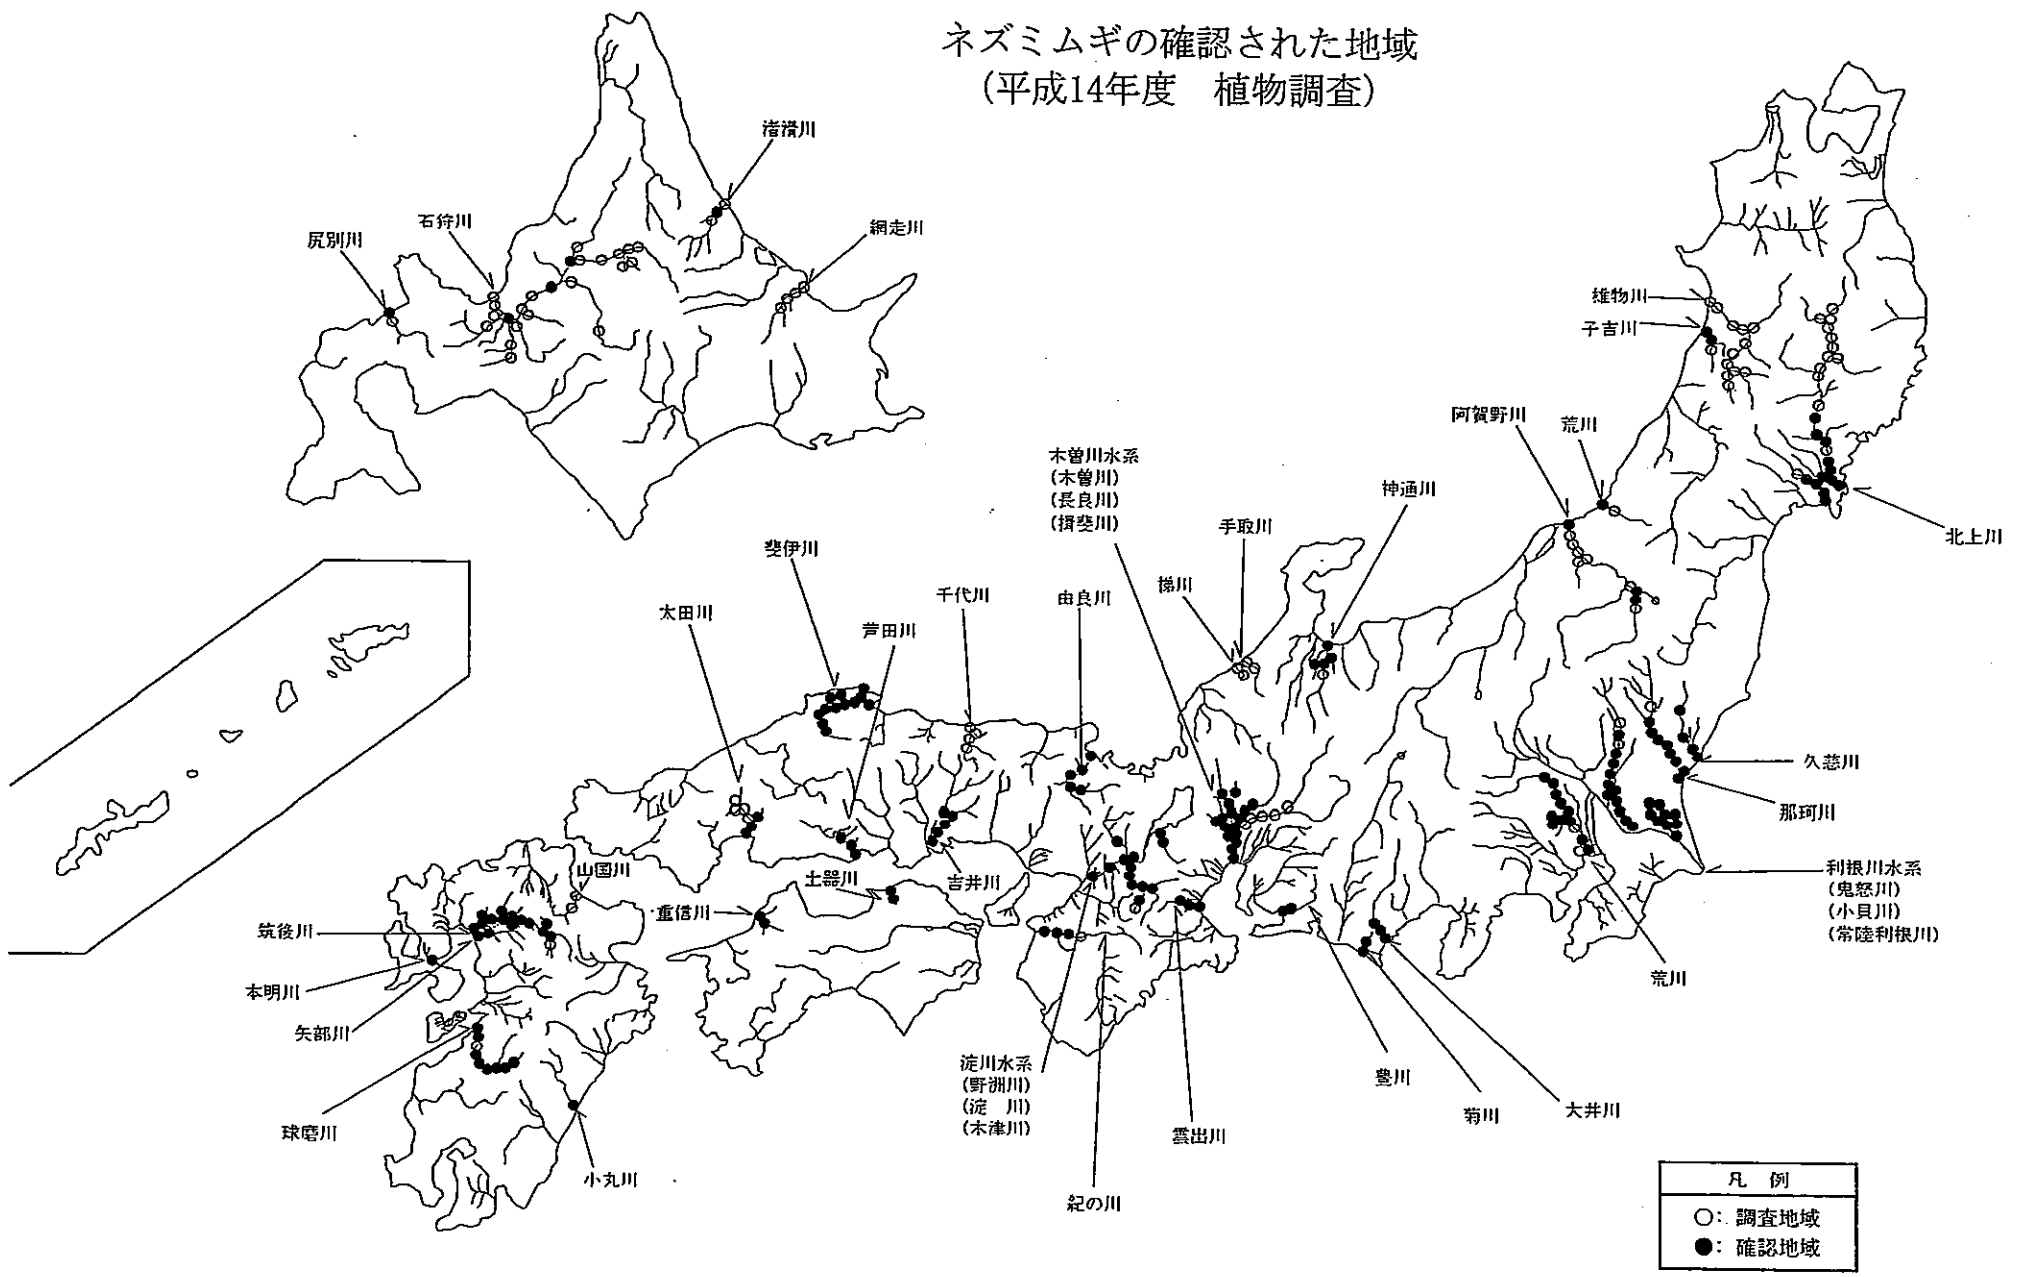 ネズミムギの確認された地域
(平成14年度　植物調査)
渚滑川
石狩川
尻別川
網走川
雄物川
子吉川
阿賀野川
荒川
木曽川水系
(木曽川)
(長良川)
(揖斐川)
神通川
手取川
北上川
斐伊川
梯川
千代川
由良川
太田川
芦田川
久慈川
那珂川
山国川
土器川
吉井川
利根川水系
(鬼怒川)
(小貝川)
(常陸利根川)
重信川
筑後川
荒川
本明川
矢部川
淀川水系
(野洲川)
(淀　川)
(木津川)
豊川
菊川
大井川
球磨川
雲出川
小丸川
紀の川
凡　例
○：調査地域
●：確認地域